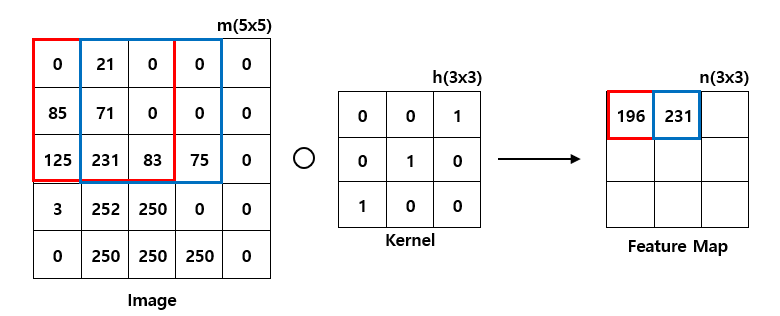 m(5x5)
0 21 0 0 0
85 71 0 0 0
125 231 83 75 0
3 252 250 0 0
0 250 250 250 0
Image
h(3x3)
0 0 1
0 1 0
1 0 0
Kernel
n(3x3)
196 231
Feature Map